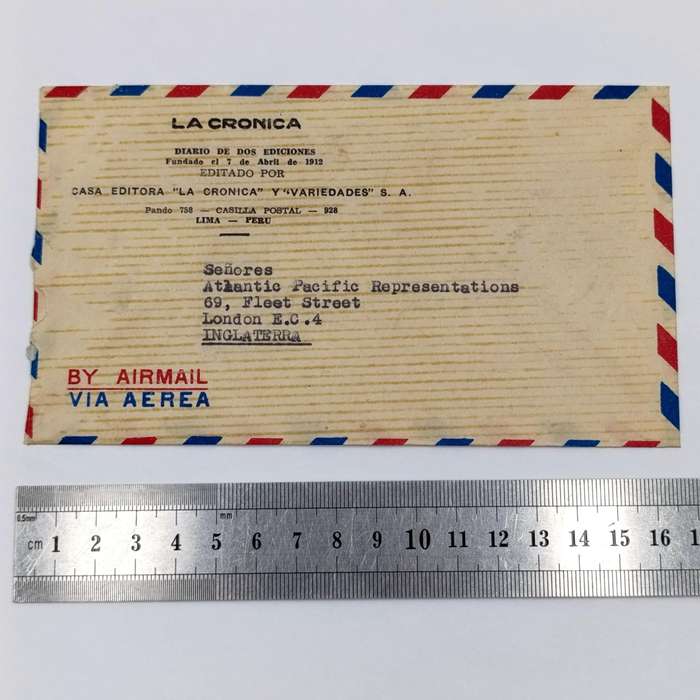 LA CRONICA
DIARIO DE DOS EDICIONES
Fundado el 7 de Abril de 1912
EDITADO POR
CASA EDITORA "LA CRONICA" Y "VARIEDADES" S. A.
Pando 758 — CASILLA POSTAL — 928
LIMA — PERU
Señores
Atlantic Pacific Representations
69, Fleet Street
London E.C.4
INGLATERRA
BY AIRMAIL
VIA AEREA
0,5mm mm
cm 1 2 3 4 5 6 7 8 9 10 11 12 13 14 15 16 1